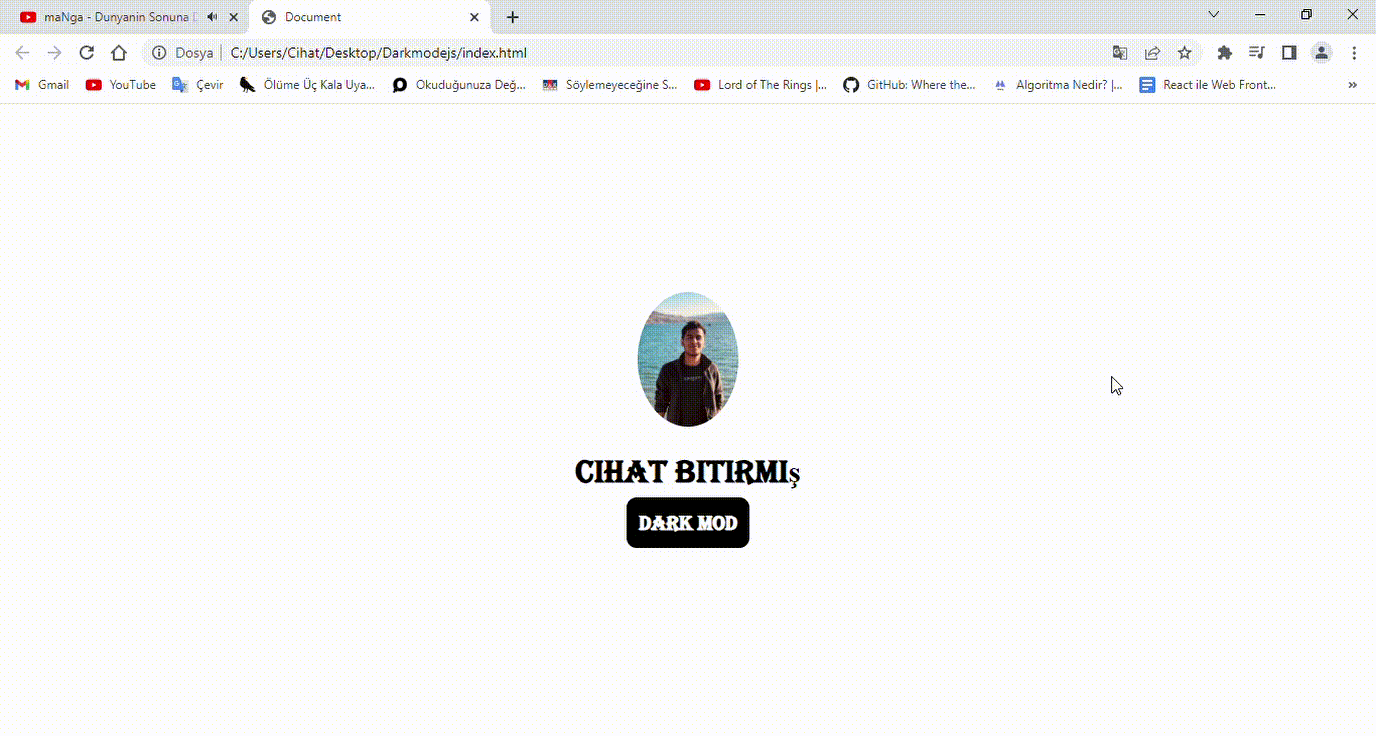 maNga - Dunyanin Sonuna D
Document
Dosya | C:/Users/Cihat/Desktop/Darkmodejs/index.html
Gmail YouTube Çevir Ölüme Üç Kala Uya... Okuduğunuza Değ... Söylemeyeceğine S... Lord of The Rings |... GitHub: Where the... Algoritma Nedir? |... React ile Web Front... »
CIHAT BITIRMIŞ
DARK MOD